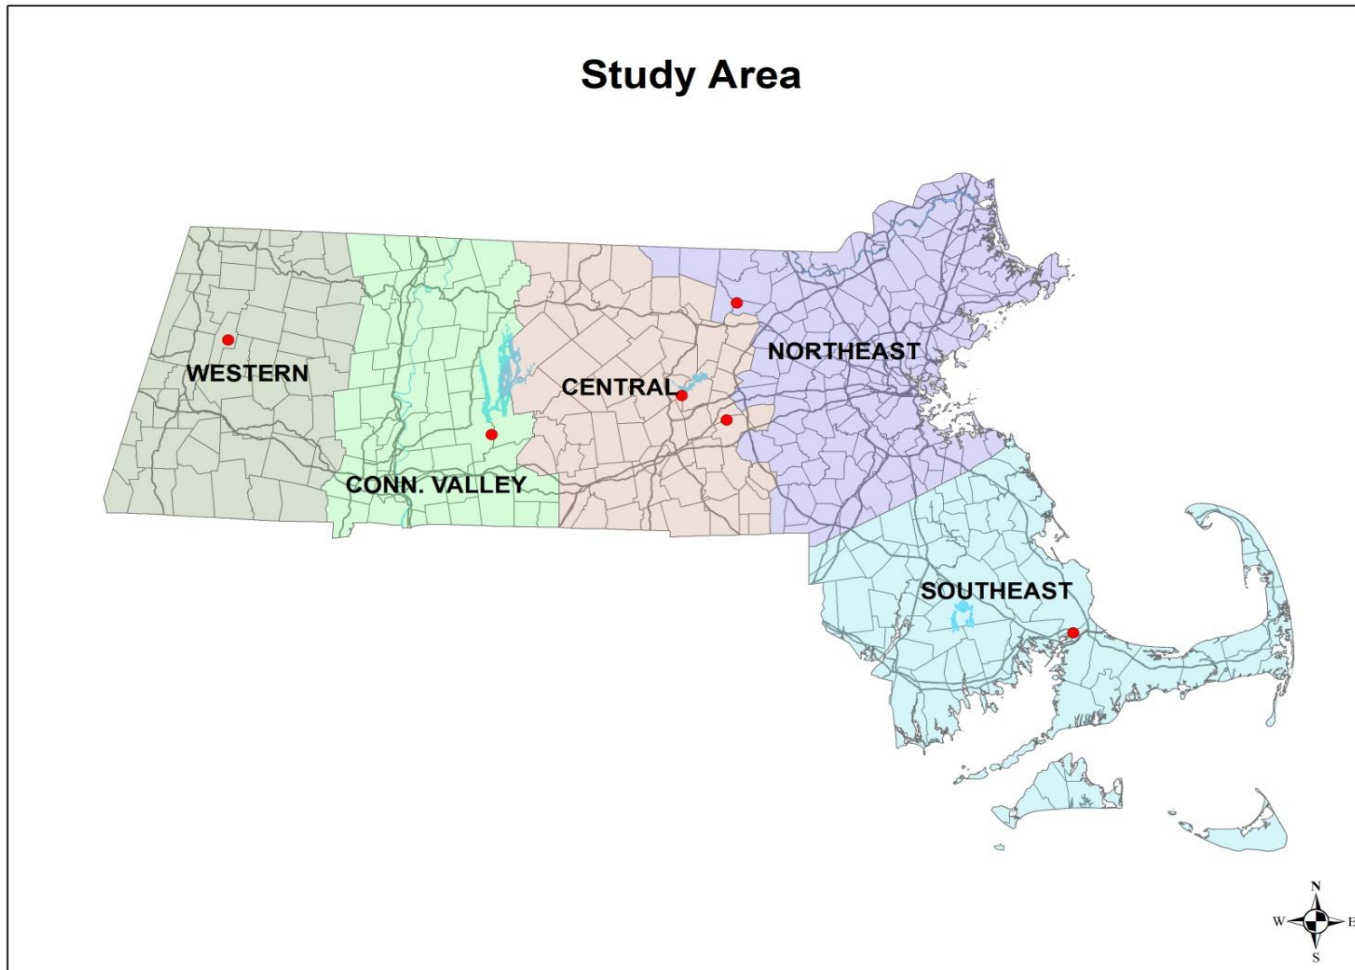 Study Area
NORTHEAST
WESTERN
CENTRAL
CONN. VALLEY
SOUTHEAST
N
W E
S